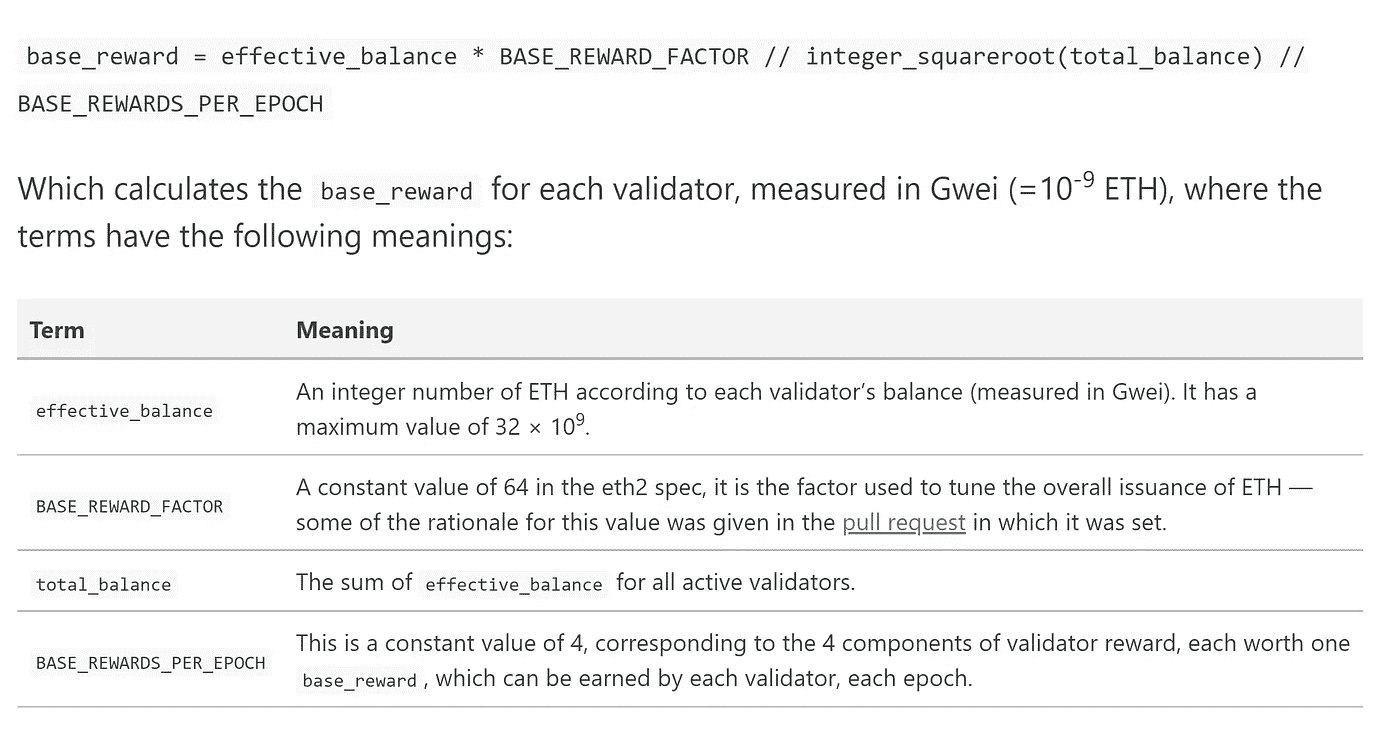 base_reward = effective_balance * BASE_REWARD_FACTOR // integer_squareroot(total_balance) //
BASE_REWARDS_PER_EPOCH
Which calculates the base_reward for each validator, measured in Gwei (=10⁻⁹ ETH), where the
terms have the following meanings:
Term Meaning
effective_balance An integer number of ETH according to each validator’s balance (measured in Gwei). It has a
maximum value of 32 × 10⁹.
BASE_REWARD_FACTOR A constant value of 64 in the eth2 spec, it is the factor used to tune the overall issuance of ETH —
some of the rationale for this value was given in the pull request in which it was set.
total_balance The sum of effective_balance for all active validators.
BASE_REWARDS_PER_EPOCH This is a constant value of 4, corresponding to the 4 components of validator reward, each worth one
base_reward, which can be earned by each validator, each epoch.